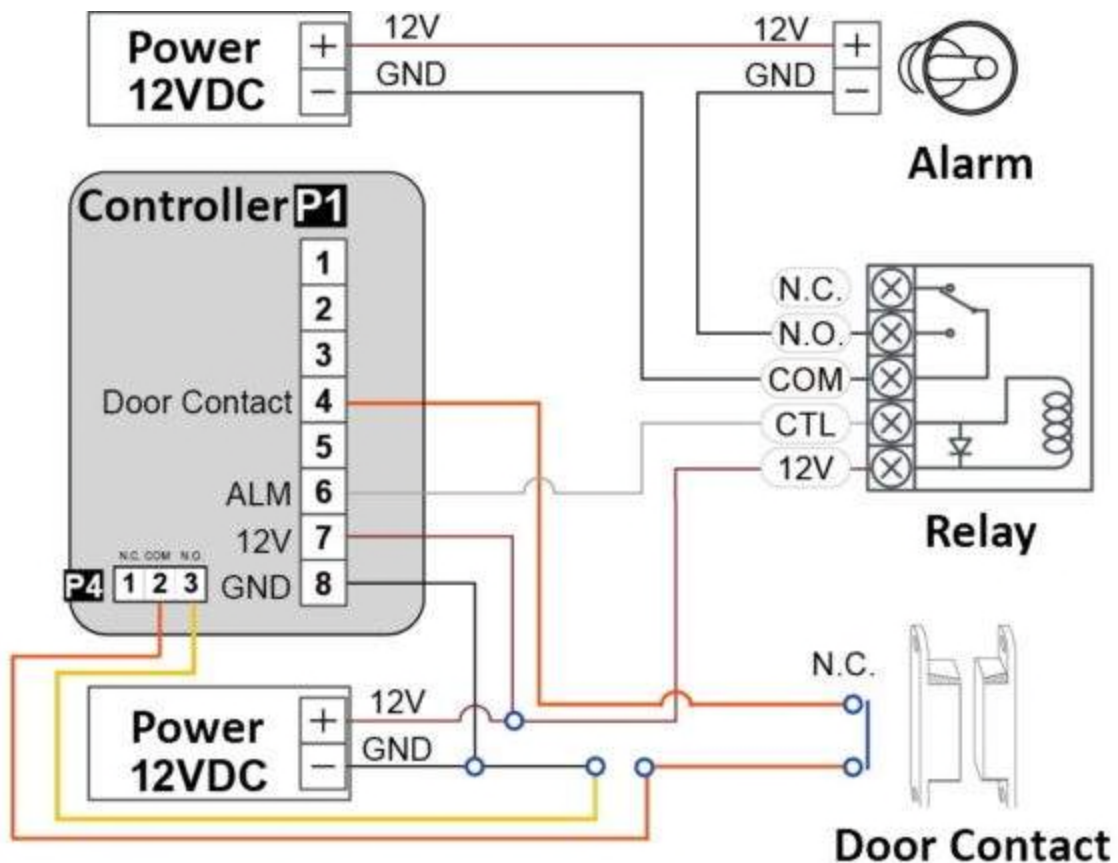 Power
12VDC
+
−
12V
GND
12V
GND
+
−
Alarm
Controller P1
1
2
3
Door Contact 4
5
ALM 6
12V 7
GND 8
N.C. COM N.O.
P4 1 2 3
N.C.
N.O.
COM
CTL
12V
Relay
Power
12VDC
+
−
12V
GND
N.C.
Door Contact